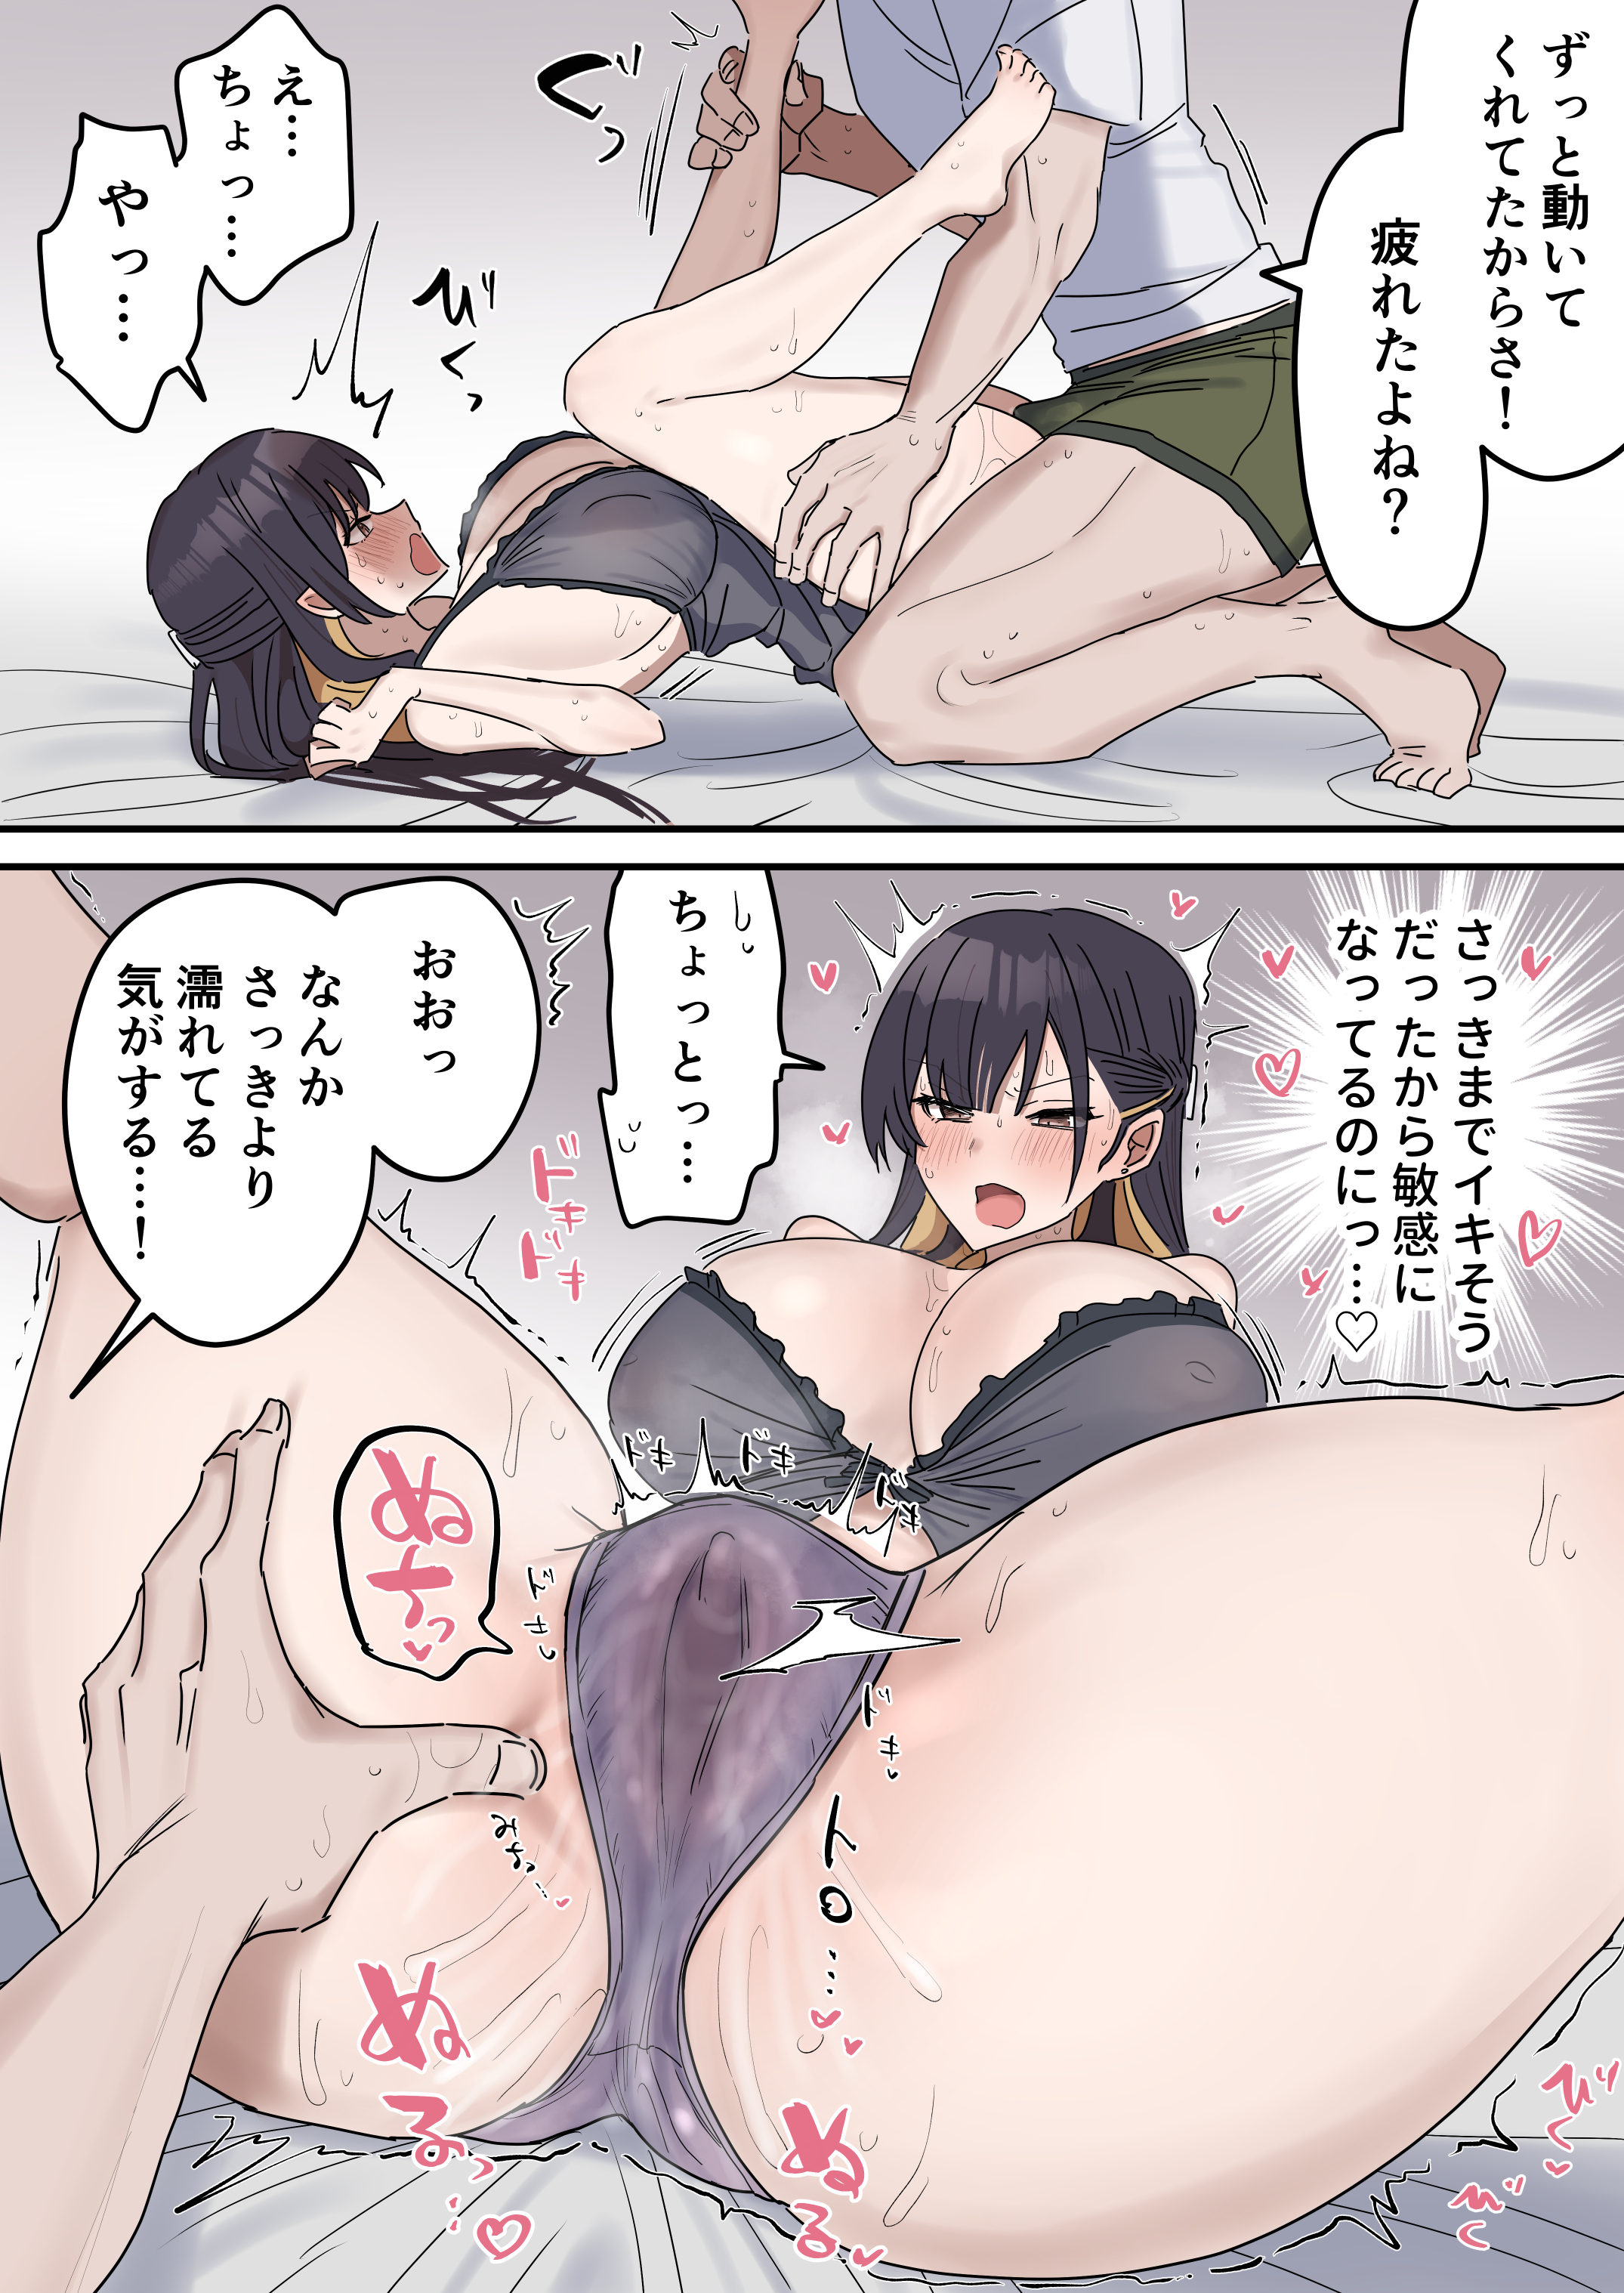 ずっと動いて
くれてたからさ！
疲れたよね？
ぐっ
びくっ
え…
ちょっ…
やっ…
さっきまでイキそう
だったから敏感に
なってるのにっ…♡
ちょっとっ…
おおっ
なんか
さっきより
濡れてる
気がする…！
ドキ
ドキ
ドキ
ドキ
ドキ
ぬちっ
ドキ
ドキ
みちっ…
トロ…
ぬるっ…
ぬる
びく
びく